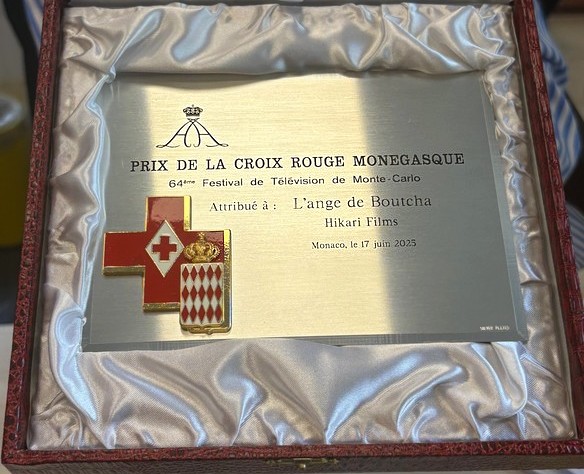 PRIX DE LA CROIX ROUGE MONEGASQUE
64ème Festival de Télévision de Monte-Carlo
Attribué à : L'ange de Boutcha
Hikari Films
Monaco, le 17 juin 2025